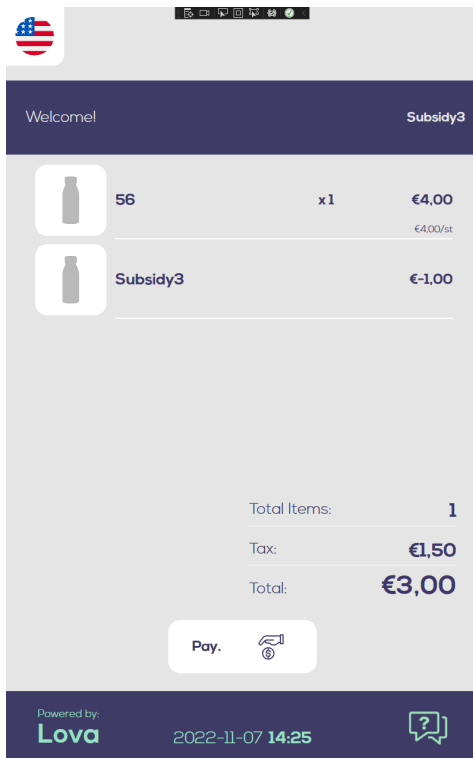 Welcome!
Subsidy3
56 x1 €4,00
€4,00/st
Subsidy3 €-1,00
Total Items: 1
Tax: €1,50
Total: €3,00
Pay.
Powered by:
Lova
2022-11-07 14:25